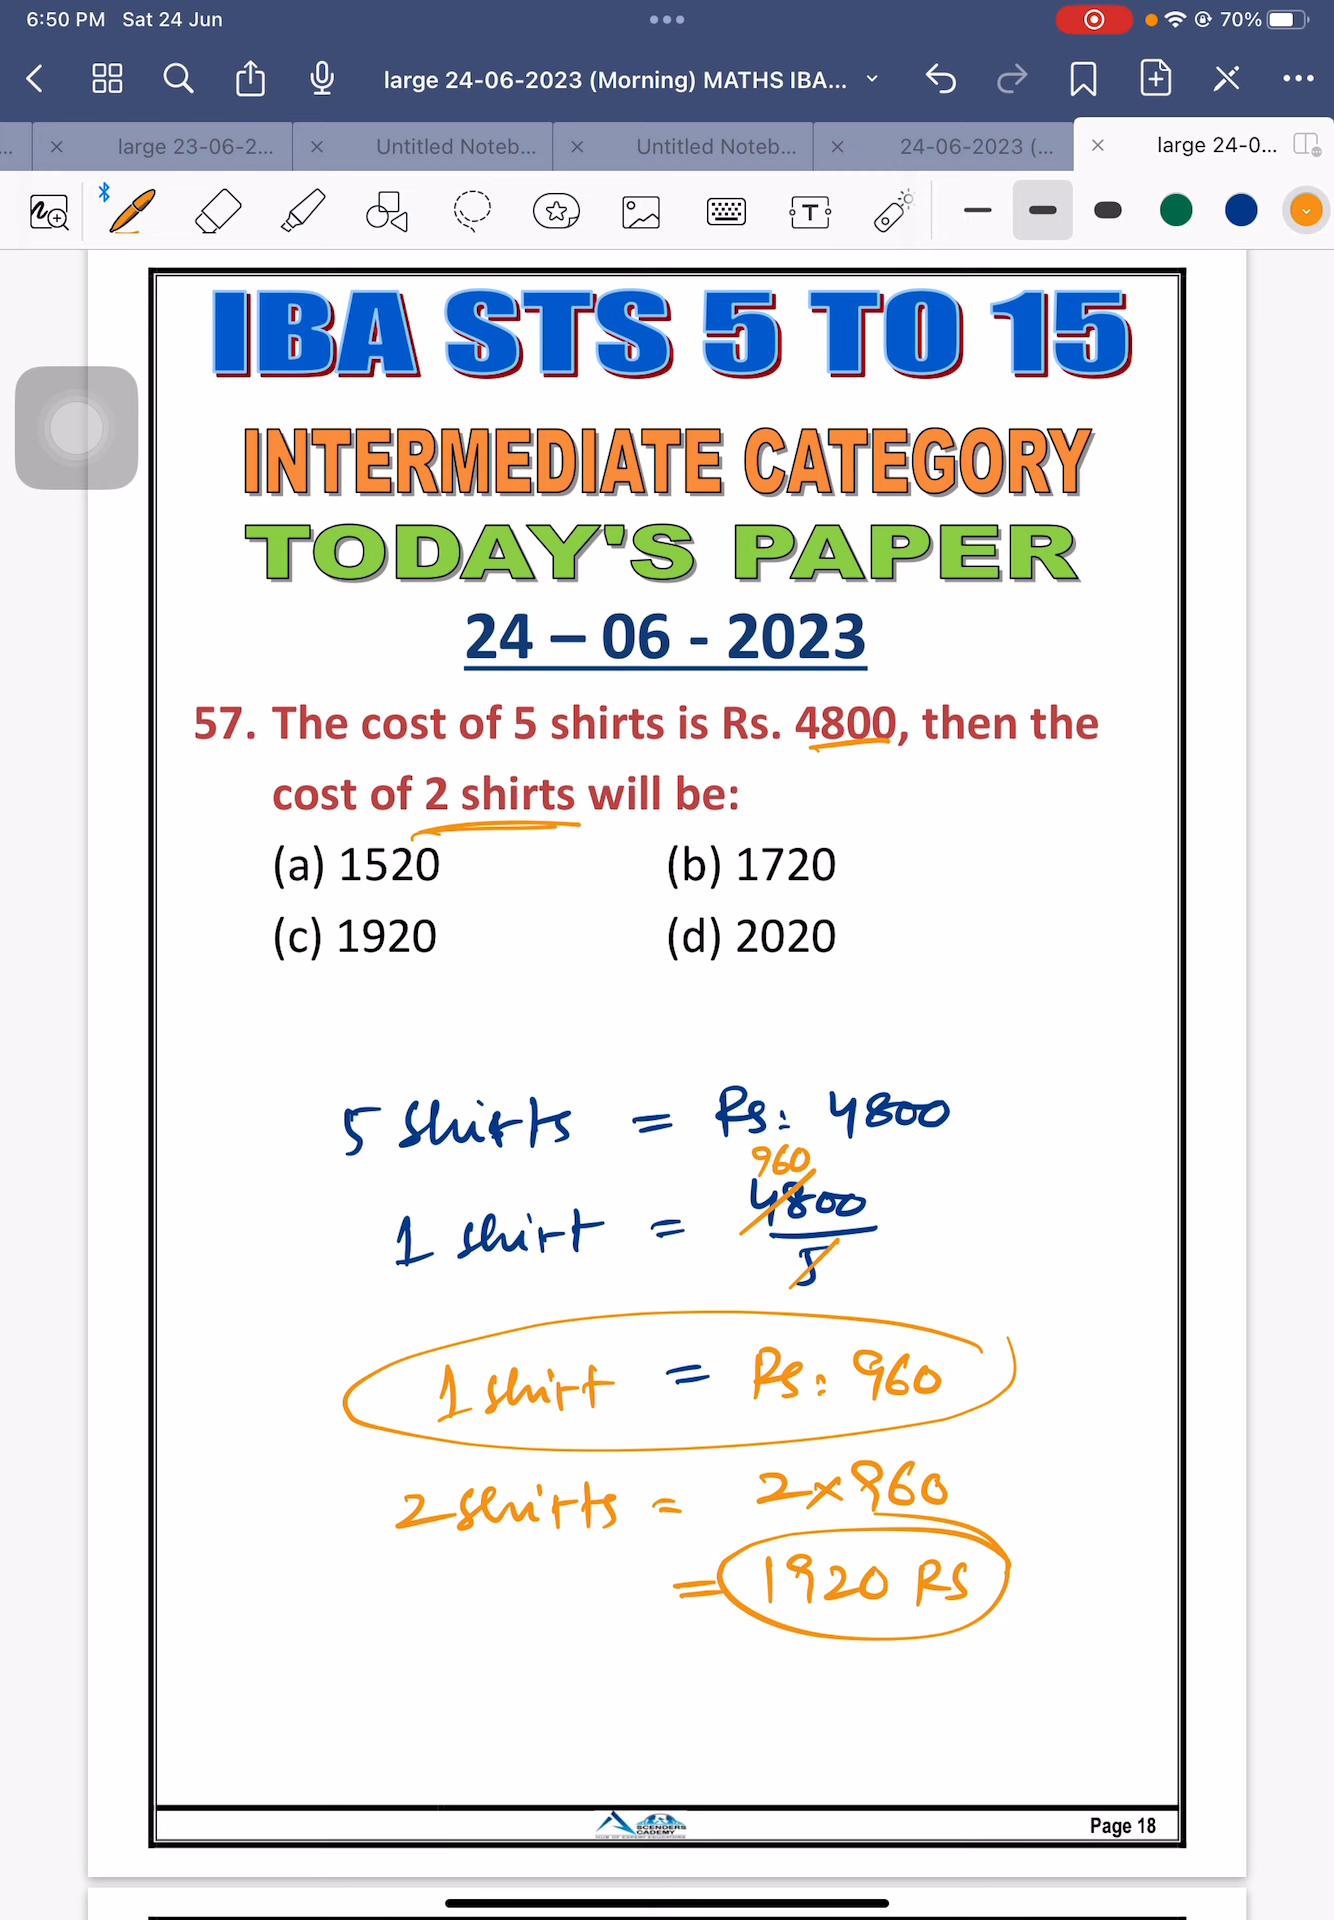 6:50 PM Sat 24 Jun
70%
large 24-06-2023 (Morning) MATHS IBA...
large 23-06-2... Untitled Noteb... Untitled Noteb... 24-06-2023 (... large 24-0...
IBA STS 5 TO 15
INTERMEDIATE CATEGORY
TODAY'S PAPER
24 – 06 - 2023
57. The cost of 5 shirts is Rs. 4800, then the
cost of 2 shirts will be:
(a) 1520 (b) 1720
(c) 1920 (d) 2020
5 shirts = Rs: 4800
960
1 shirt = 4800
5
1 shirt = Rs: 960
2 shirts = 2×960
= 1920 RS
SCENDERS
CADEMY
Page 18